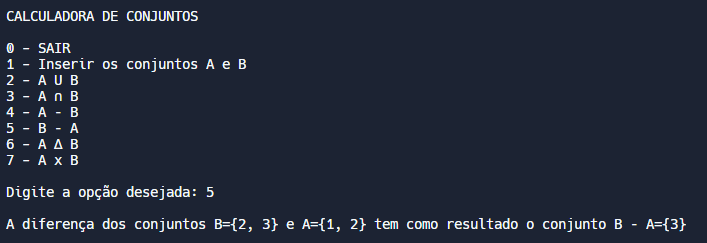 CALCULADORA DE CONJUNTOS
0 - SAIR
1 - Inserir os conjuntos A e B
2 - A U B
3 - A ∩ B
4 - A - B
5 - B - A
6 - A Δ B
7 - A x B
Digite a opção desejada: 5
A diferença dos conjuntos B={2, 3} e A={1, 2} tem como resultado o conjunto B - A={3}